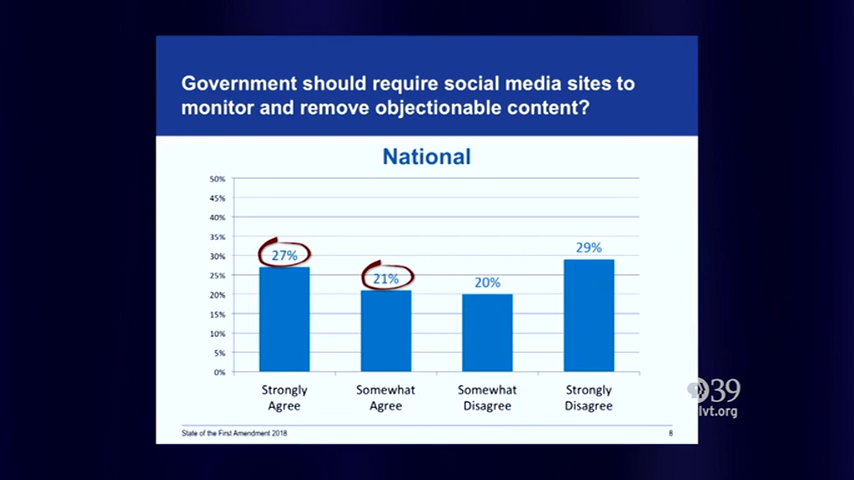 Government should require social media sites to
monitor and remove objectionable content?
National
50%
45%
40%
35%
30%
25%
20%
15%
10%
5%
0%
27%
21%
20%
29%
Strongly
Agree
Somewhat
Agree
Somewhat
Disagree
Strongly
Disagree
State of the First Amendment 2018
8
39
lvt.org